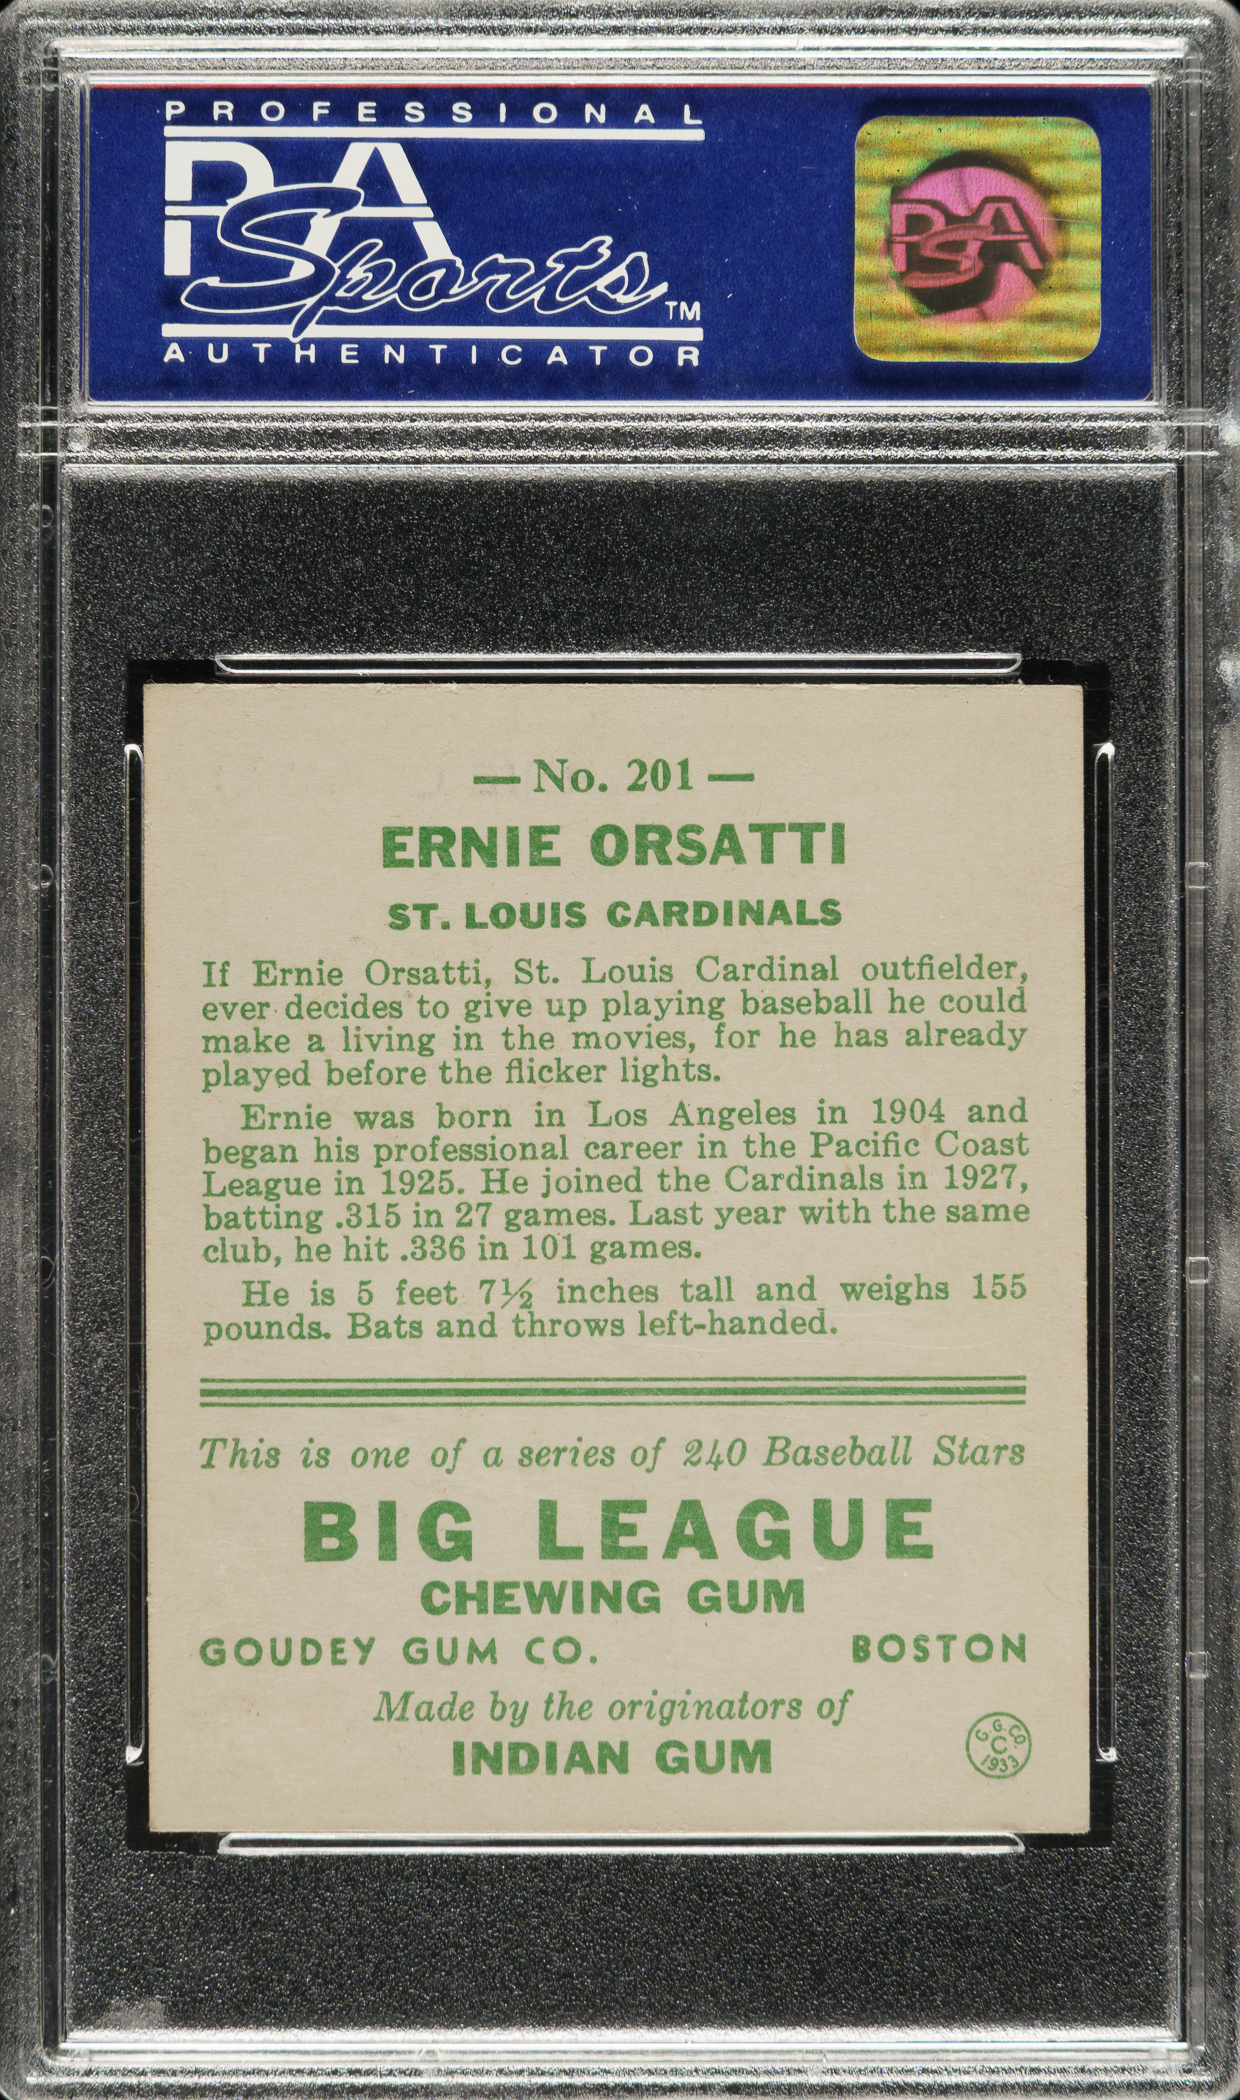 PROFESSIONAL
PSA
Sports™
AUTHENTICATOR
PSA
— No. 201 —
ERNIE ORSATTI
ST. LOUIS CARDINALS
If Ernie Orsatti, St. Louis Cardinal outfielder,
ever decides to give up playing baseball he could
make a living in the movies, for he has already
played before the flicker lights.
Ernie was born in Los Angeles in 1904 and
began his professional career in the Pacific Coast
League in 1925. He joined the Cardinals in 1927,
batting .315 in 27 games. Last year with the same
club, he hit .336 in 101 games.
He is 5 feet 7½ inches tall and weighs 155
pounds. Bats and throws left-handed.
This is one of a series of 240 Baseball Stars
BIG LEAGUE
CHEWING GUM
GOUDEY GUM CO. BOSTON
Made by the originators of
INDIAN GUM
G. G. CO.
C
1933